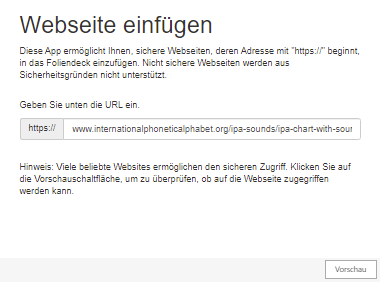 Webseite einfügen
Diese App ermöglicht Ihnen, sichere Webseiten, deren Adresse mit "https://" beginnt,
in das Foliendeck einzufügen. Nicht sichere Webseiten werden aus
Sicherheitsgründen nicht unterstützt.
Geben Sie unten die URL ein.
https:// www.internationalphoneticalphabet.org/ipa-sounds/ipa-chart-with-sour
Hinweis: Viele beliebte Websites ermöglichen den sicheren Zugriff. Klicken Sie auf
die Vorschauschaltfläche, um zu überprüfen, ob auf die Webseite zugegriffen
werden kann.
Vorschau